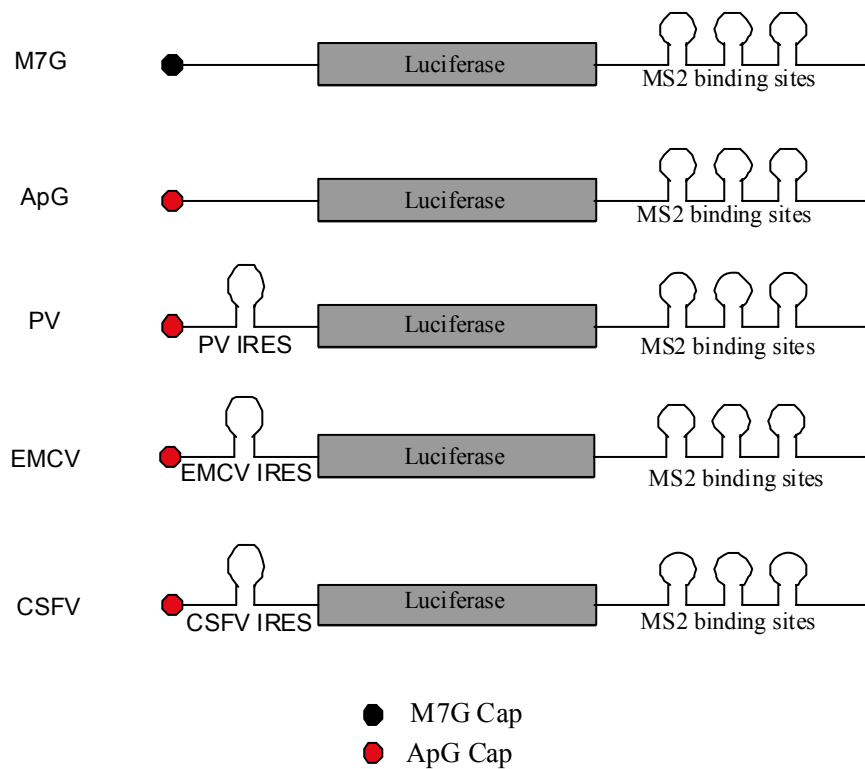 M7G
Luciferase
MS2 binding sites
ApG
Luciferase
MS2 binding sites
PV
PV IRES
Luciferase
MS2 binding sites
EMCV
EMCV IRES
Luciferase
MS2 binding sites
CSFV
CSFV IRES
Luciferase
MS2 binding sites
M7G Cap
ApG Cap